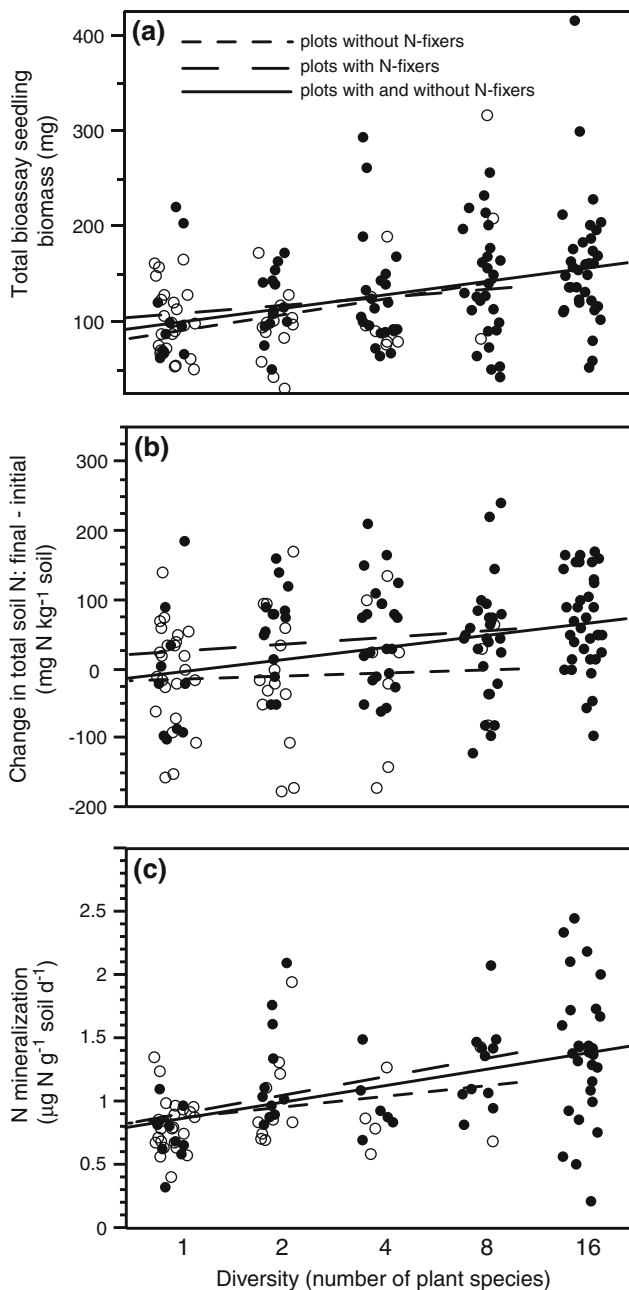 (a)
plots without N-fixers
plots with N-fixers
plots with and without N-fixers
Total bioassay seedling
biomass (mg)
400
300
200
100
(b)
Change in total soil N: final - initial
(mg N kg⁻¹ soil)
300
200
100
0
-100
-200
(c)
N mineralization
(μg N g⁻¹ soil d⁻¹)
2.5
2
1.5
1
0.5
0
1 2 4 8 16
Diversity (number of plant species)